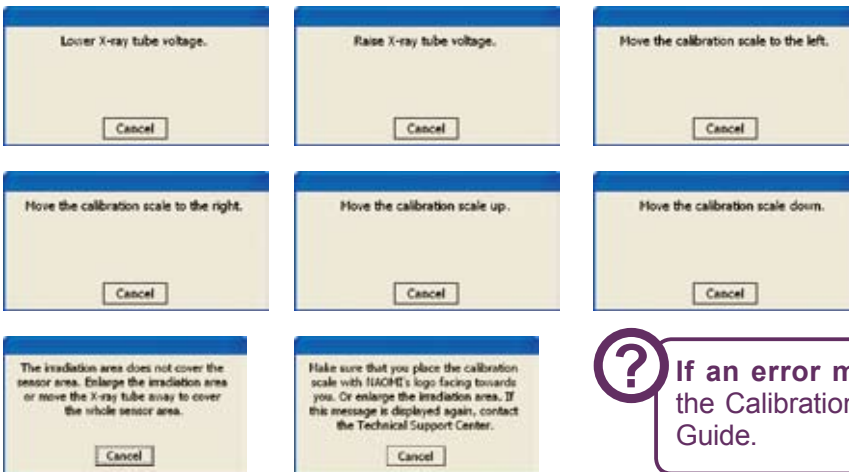 Lower X-ray tube voltage.
Cancel
Raise X-ray tube voltage.
Cancel
Move the calibration scale to the left.
Cancel
Move the calibration scale to the right.
Cancel
Move the calibration scale up.
Cancel
Move the calibration scale down.
Cancel
The irradiation area does not cover the
sensor area. Enlarge the irradiation area
or move the X-ray tube away to cover
the whole sensor area.
Cancel
Make sure that you place the calibration
scale with NAOMI's logo facing towards
you. Or enlarge the irradiation area. If
this message is displayed again, contact
the Technical Support Center.
Cancel
?
If an error m
the Calibration
Guide.